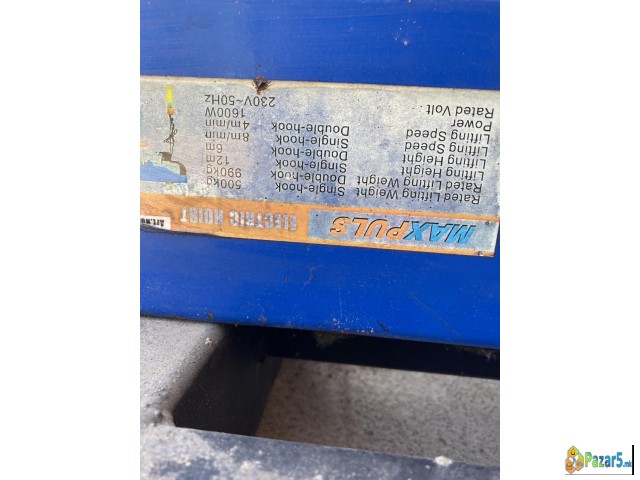 MAXPULS ELECTRIC HOIST
Rated Lifting Weight Single-hook 500kg
Rated Lifting Weight Double-hook 990kg
Lifting Height Single-hook 12m
Lifting Height Double-hook 6m
Lifting Speed Single-hook 8m/min
Lifting Speed Double-hook 4m/min
Power 1600W
Rated Volt 230V~50Hz
Pazar5.mk